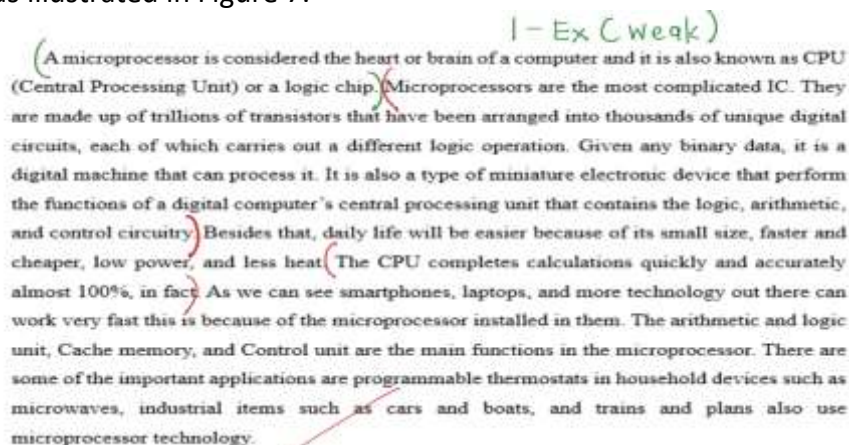 as illustrated in Figure 7.
1 - Ex (weak)
A microprocessor is considered the heart or brain of a computer and it is also known as CPU
(Central Processing Unit) or a logic chip. Microprocessors are the most complicated IC. They
are made up of trillions of transistors that have been arranged into thousands of unique digital
circuits, each of which carries out a different logic operation. Given any binary data, it is a
digital machine that can process it. It is also a type of miniature electronic device that perform
the functions of a digital computer's central processing unit that contains the logic, arithmetic,
and control circuitry. Besides that, daily life will be easier because of its small size, faster and
cheaper, low power, and less heat. The CPU completes calculations quickly and accurately
almost 100%, in fact. As we can see smartphones, laptops, and more technology out there can
work very fast this is because of the microprocessor installed in them. The arithmetic and logic
unit, Cache memory, and Control unit are the main functions in the microprocessor. There are
some of the important applications are programmable thermostats in household devices such as
microwaves, industrial items such as cars and boats, and trains and plans also use
microprocessor technology.